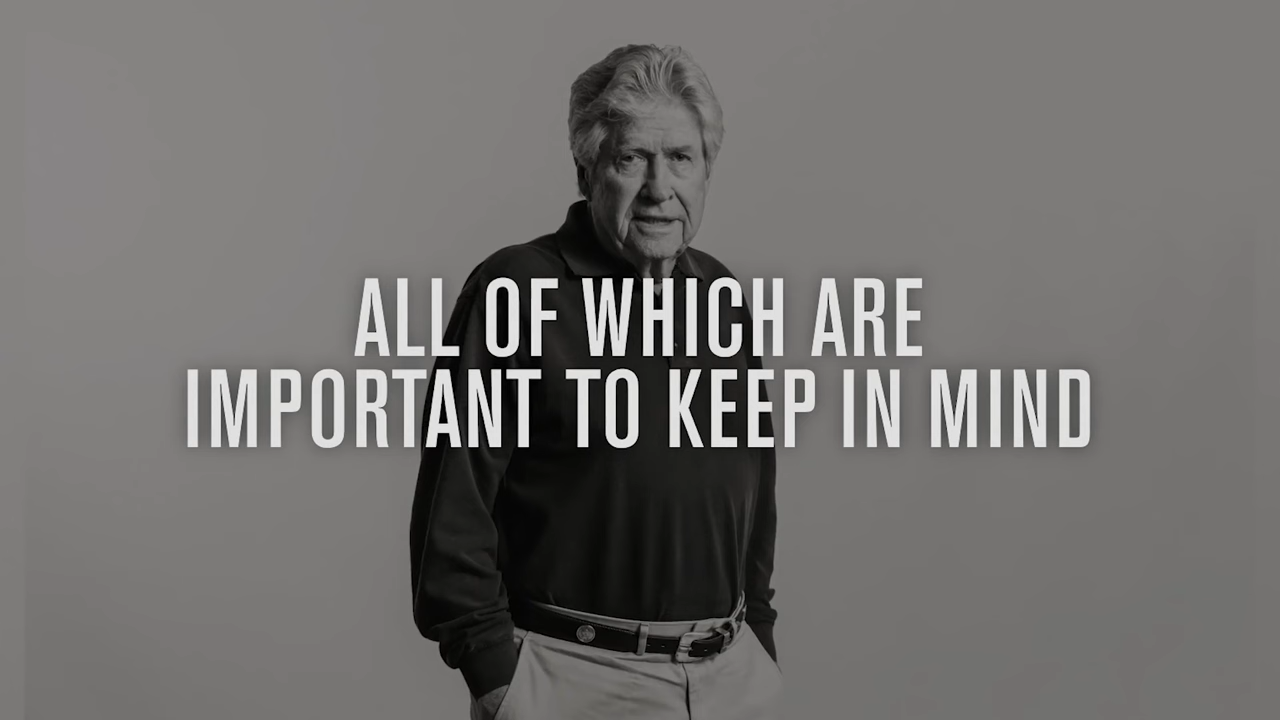 ALL OF WHICH ARE
IMPORTANT TO KEEP IN MIND